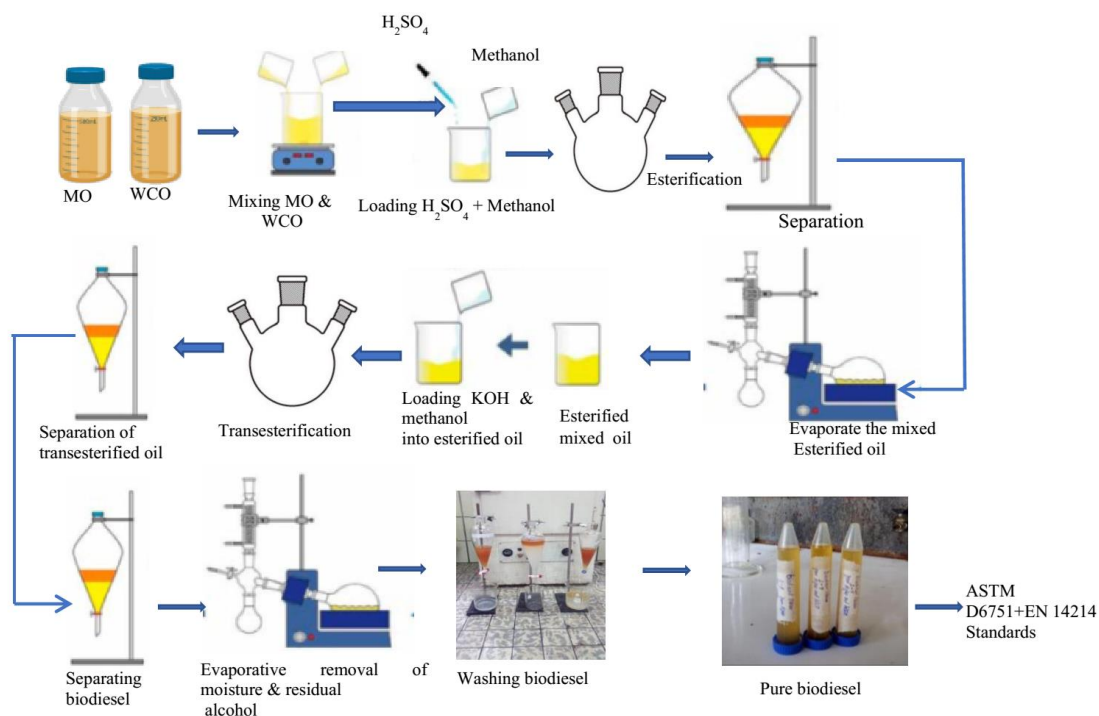 H₂SO₄
Methanol
MO
WCO
Mixing MO &
WCO
Loading H₂SO₄ + Methanol
Esterification
Separation
Separation of
transesterified oil
Transesterification
Loading KOH &
methanol
into esterified oil
Esterified
mixed oil
Evaporate the mixed
Esterified oil
Separating
biodiesel
Evaporative removal of
moisture & residual
alcohol
Washing biodiesel
Pure biodiesel
ASTM
D6751+EN 14214
Standards